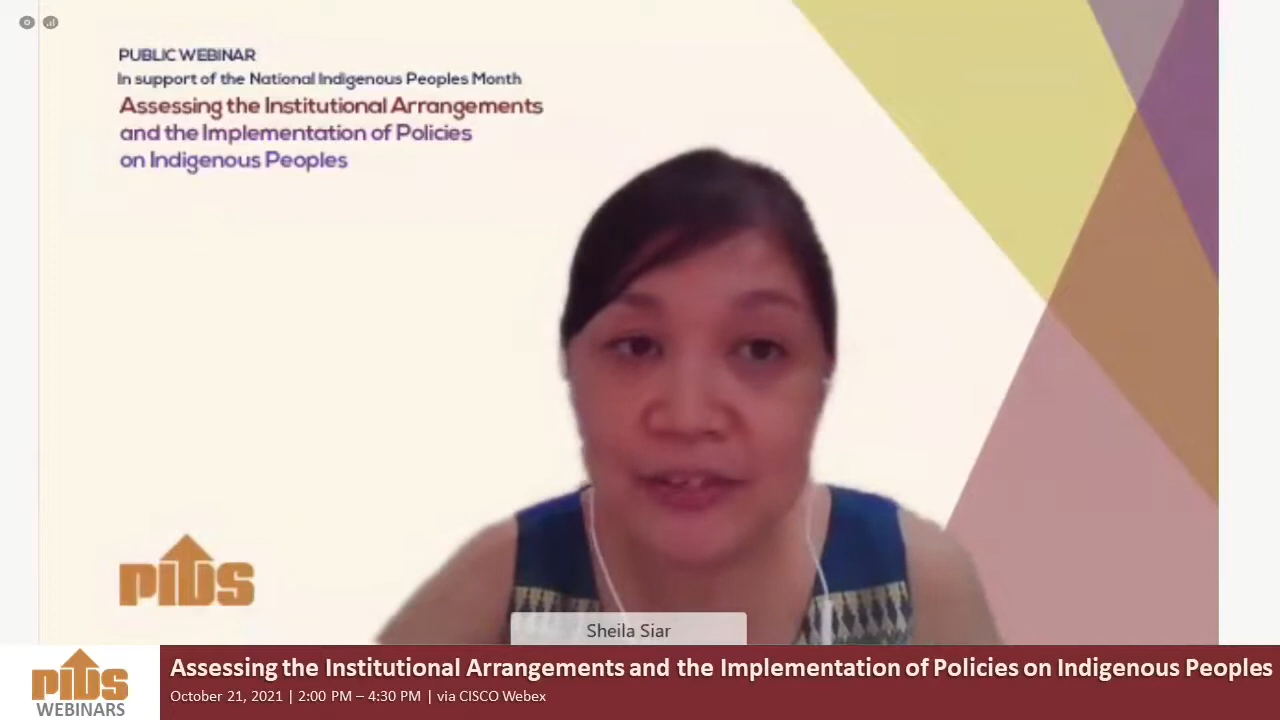 PUBLIC WEBINAR
In support of the National Indigenous Peoples Month
Assessing the Institutional Arrangements
and the Implementation of Policies
on Indigenous Peoples
PIDS
Sheila Siar
PIDS
WEBINARS
Assessing the Institutional Arrangements and the Implementation of Policies on Indigenous Peoples
October 21, 2021 | 2:00 PM – 4:30 PM | via CISCO Webex